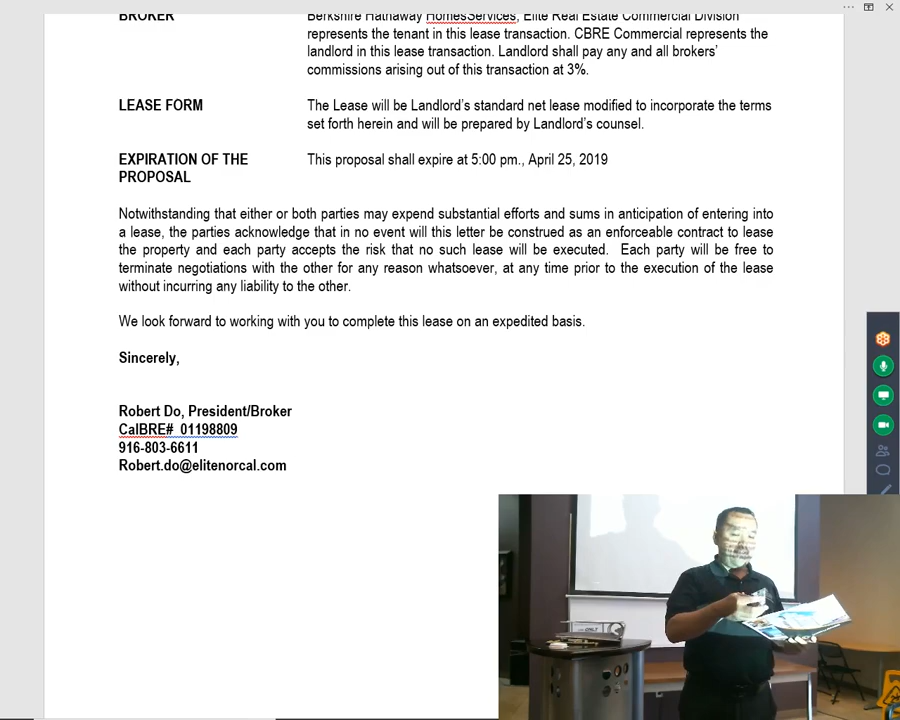 BROKER
Berkshire Hathaway HomesServices, Elite Real Estate Commercial Division
represents the tenant in this lease transaction. CBRE Commercial represents the
landlord in this lease transaction. Landlord shall pay any and all brokers’
commissions arising out of this transaction at 3%.
LEASE FORM
The Lease will be Landlord’s standard net lease modified to incorporate the terms
set forth herein and will be prepared by Landlord’s counsel.
EXPIRATION OF THE
PROPOSAL
This proposal shall expire at 5:00 pm., April 25, 2019
Notwithstanding that either or both parties may expend substantial efforts and sums in anticipation of entering into
a lease, the parties acknowledge that in no event will this letter be construed as an enforceable contract to lease
the property and each party accepts the risk that no such lease will be executed.  Each party will be free to
terminate negotiations with the other for any reason whatsoever, at any time prior to the execution of the lease
without incurring any liability to the other.
We look forward to working with you to complete this lease on an expedited basis.
Sincerely,
Robert Do, President/Broker
CalBRE#  01198809
916-803-6611
Robert.do@elitenorcal.com